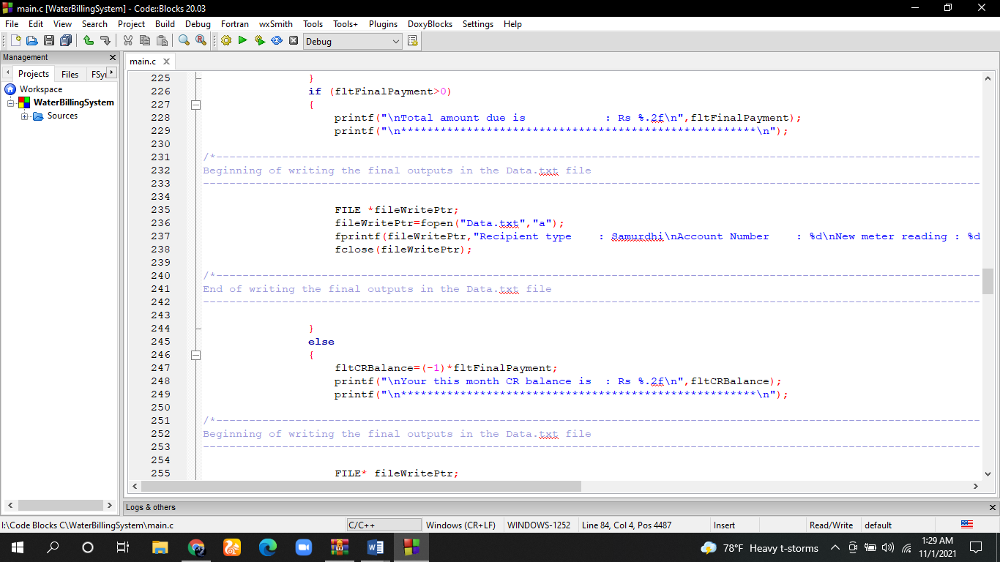 main.c [WaterBillingSystem] - Code::Blocks 20.03
File Edit View Search Project Build Debug Fortran wxSmith Tools Tools+ Plugins DoxyBlocks Settings Help
Debug
Management
Projects Files FSy
Workspace
WaterBillingSystem
Sources
main.c
225 }
226 if (fltFinalPayment>0)
227 {
228 printf("\nTotal amount due is            : Rs %.2f\n",fltFinalPayment);
229 printf("\n******************************************************\n");
230
231 /*--------------------------------------------------------------------------------------------------------------------
232 Beginning of writing the final outputs in the Data.txt file
233 ----------------------------------------------------------------------------------------------------------------------
234
235 FILE *fileWritePtr;
236 fileWritePtr=fopen("Data.txt","a");
237 fprintf(fileWritePtr,"Recipient type    : Samurdhi\nAccount Number    : %d\nNew meter reading : %d
238 fclose(fileWritePtr);
239
240 /*--------------------------------------------------------------------------------------------------------------------
241 End of writing the final outputs in the Data.txt file
242 ----------------------------------------------------------------------------------------------------------------------
243
244 }
245 else
246 {
247 fltCRBalance=(-1)*fltFinalPayment;
248 printf("\nYour this month CR balance is  : Rs %.2f\n",fltCRBalance);
249 printf("\n******************************************************\n");
250
251 /*--------------------------------------------------------------------------------------------------------------------
252 Beginning of writing the final outputs in the Data.txt file
253 ----------------------------------------------------------------------------------------------------------------------
254
255 FILE* fileWritePtr;
Logs & others
I:\Code Blocks C\WaterBillingSystem\main.c C/C++ Windows (CR+LF) WINDOWS-1252 Line 84, Col 4, Pos 4487 Insert Read/Write default
78°F Heavy t-storms
1:29 AM
11/1/2021